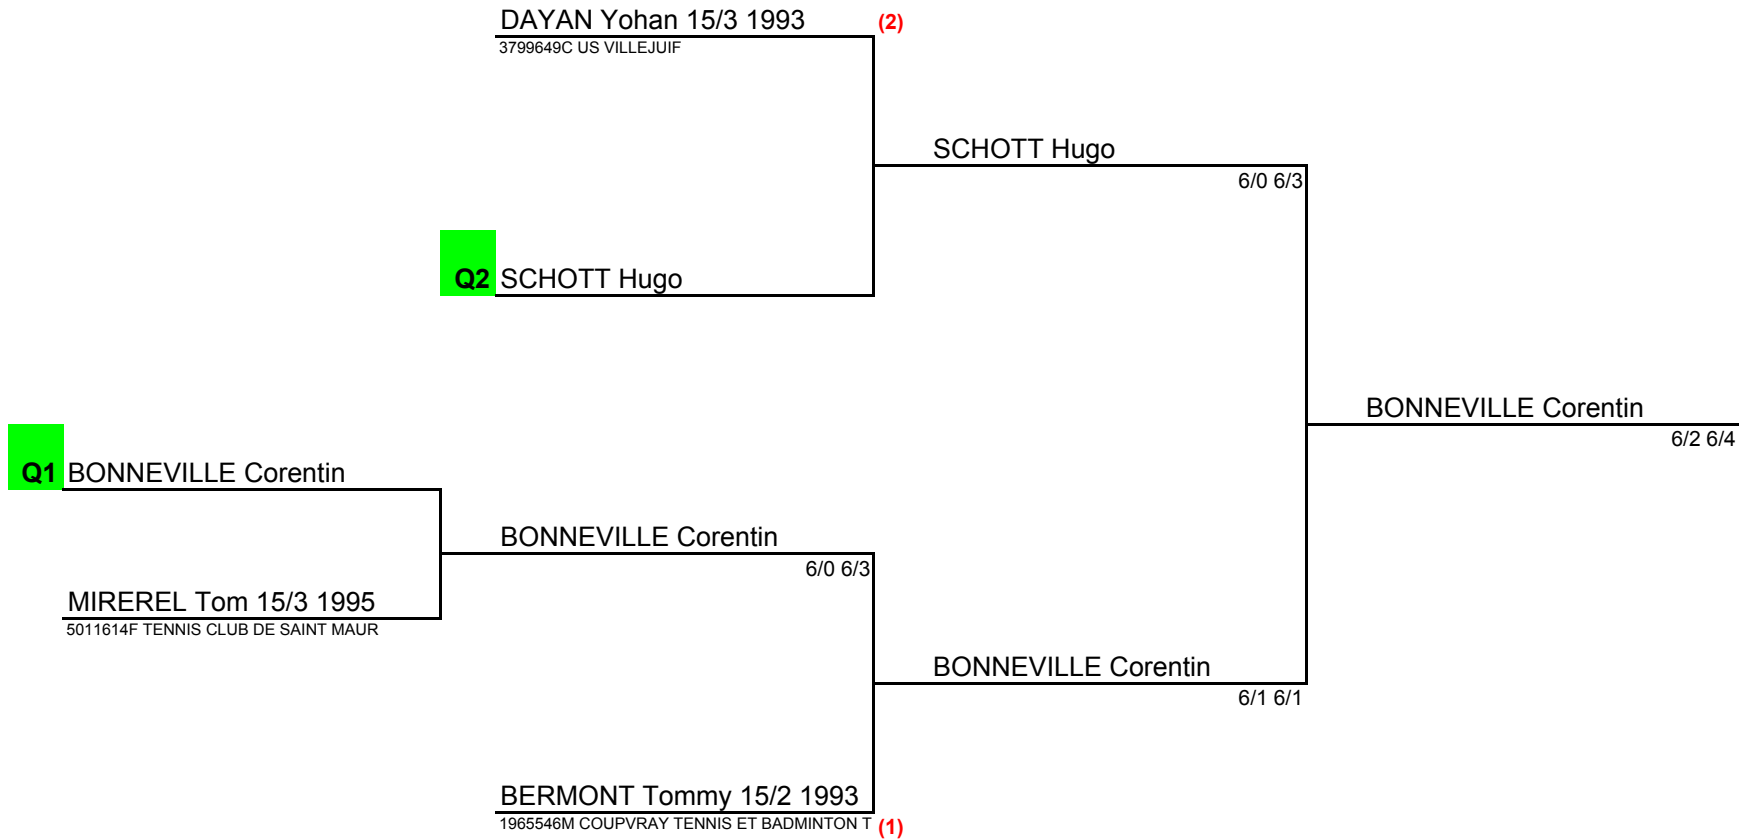 DAYAN Yohan 15/3 1993 (2)
3799649C US VILLEJUIF
SCHOTT Hugo
6/0 6/3
Q2 SCHOTT Hugo
BONNEVILLE Corentin
6/2 6/4
Q1 BONNEVILLE Corentin
BONNEVILLE Corentin
6/0 6/3
MIREREL Tom 15/3 1995
5011614F TENNIS CLUB DE SAINT MAUR
BONNEVILLE Corentin
6/1 6/1
BERMONT Tommy 15/2 1993
1965546M COUPVRAY TENNIS ET BADMINTON T (1)